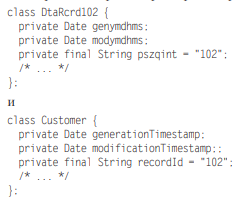 class DtaRcrd102 {
private Date genymdhms;
private Date modymdhms;
private final String pszqint = "102";
/* ... */
};
и
class Customer {
private Date generationTimestamp;
private Date modificationTimestamp;;
private final String recordId = "102";
/* ... */
};